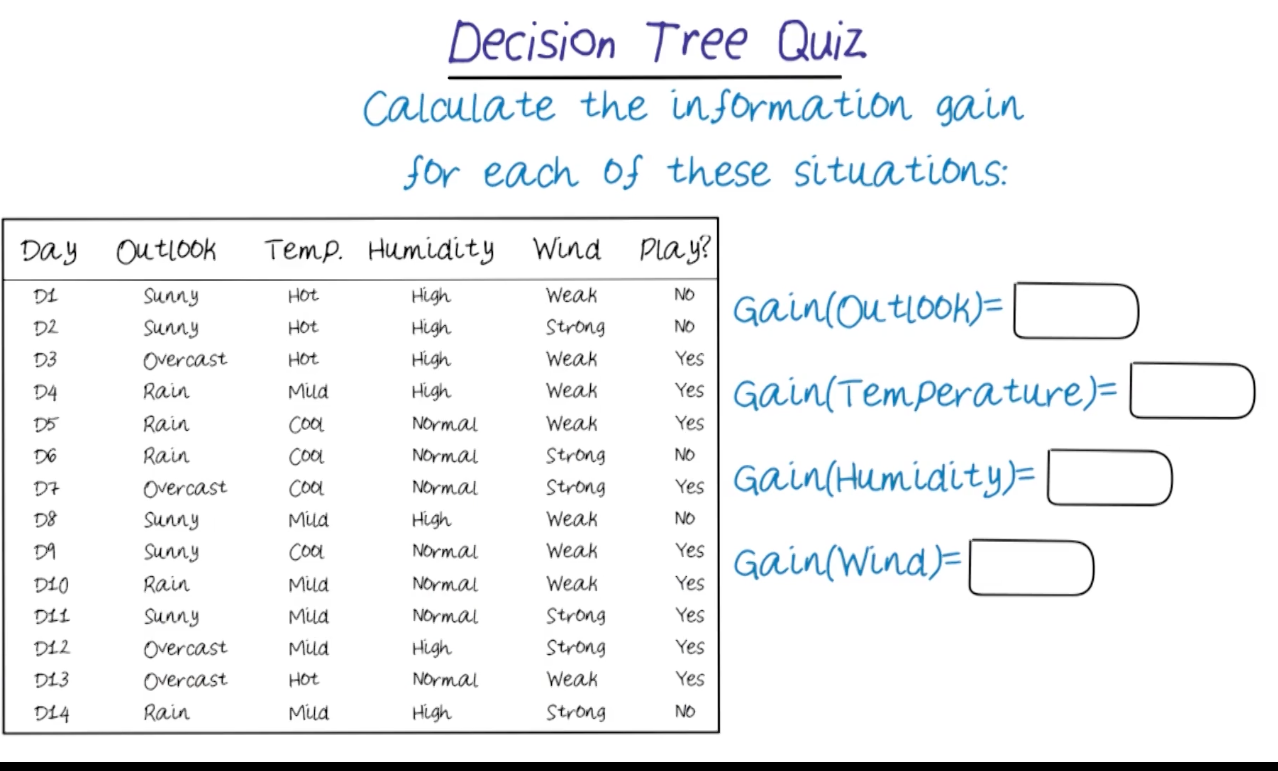 Decision Tree Quiz
Calculate the information gain
for each of these situations:
Day Outlook Temp. Humidity Wind Play?
D1 Sunny Hot High Weak No
D2 Sunny Hot High Strong No
D3 Overcast Hot High Weak Yes
D4 Rain Mild High Weak Yes
D5 Rain Cool Normal Weak Yes
D6 Rain Cool Normal Strong No
D7 Overcast Cool Normal Strong Yes
D8 Sunny Mild High Weak No
D9 Sunny Cool Normal Weak Yes
D10 Rain Mild Normal Weak Yes
D11 Sunny Mild Normal Strong Yes
D12 Overcast Mild High Strong Yes
D13 Overcast Hot Normal Weak Yes
D14 Rain Mild High Strong No
Gain(Outlook)=
Gain(Temperature)=
Gain(Humidity)=
Gain(Wind)=